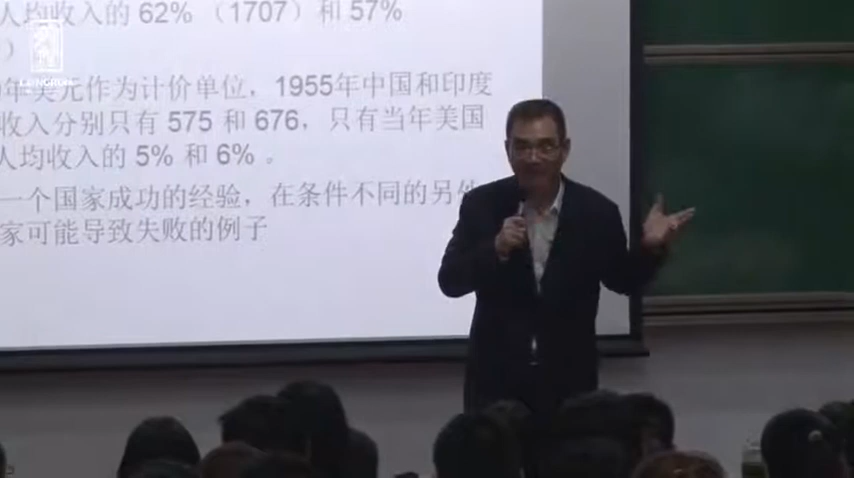 人均收入的 62% （1707）和 57%
）
年美元作为计价单位，1955年中国和印度
收入分别只有 575 和 676，只有当年美国
人均收入的 5% 和 6% 。
一个国家成功的经验，在条件不同的另外
家可能导致失败的例子